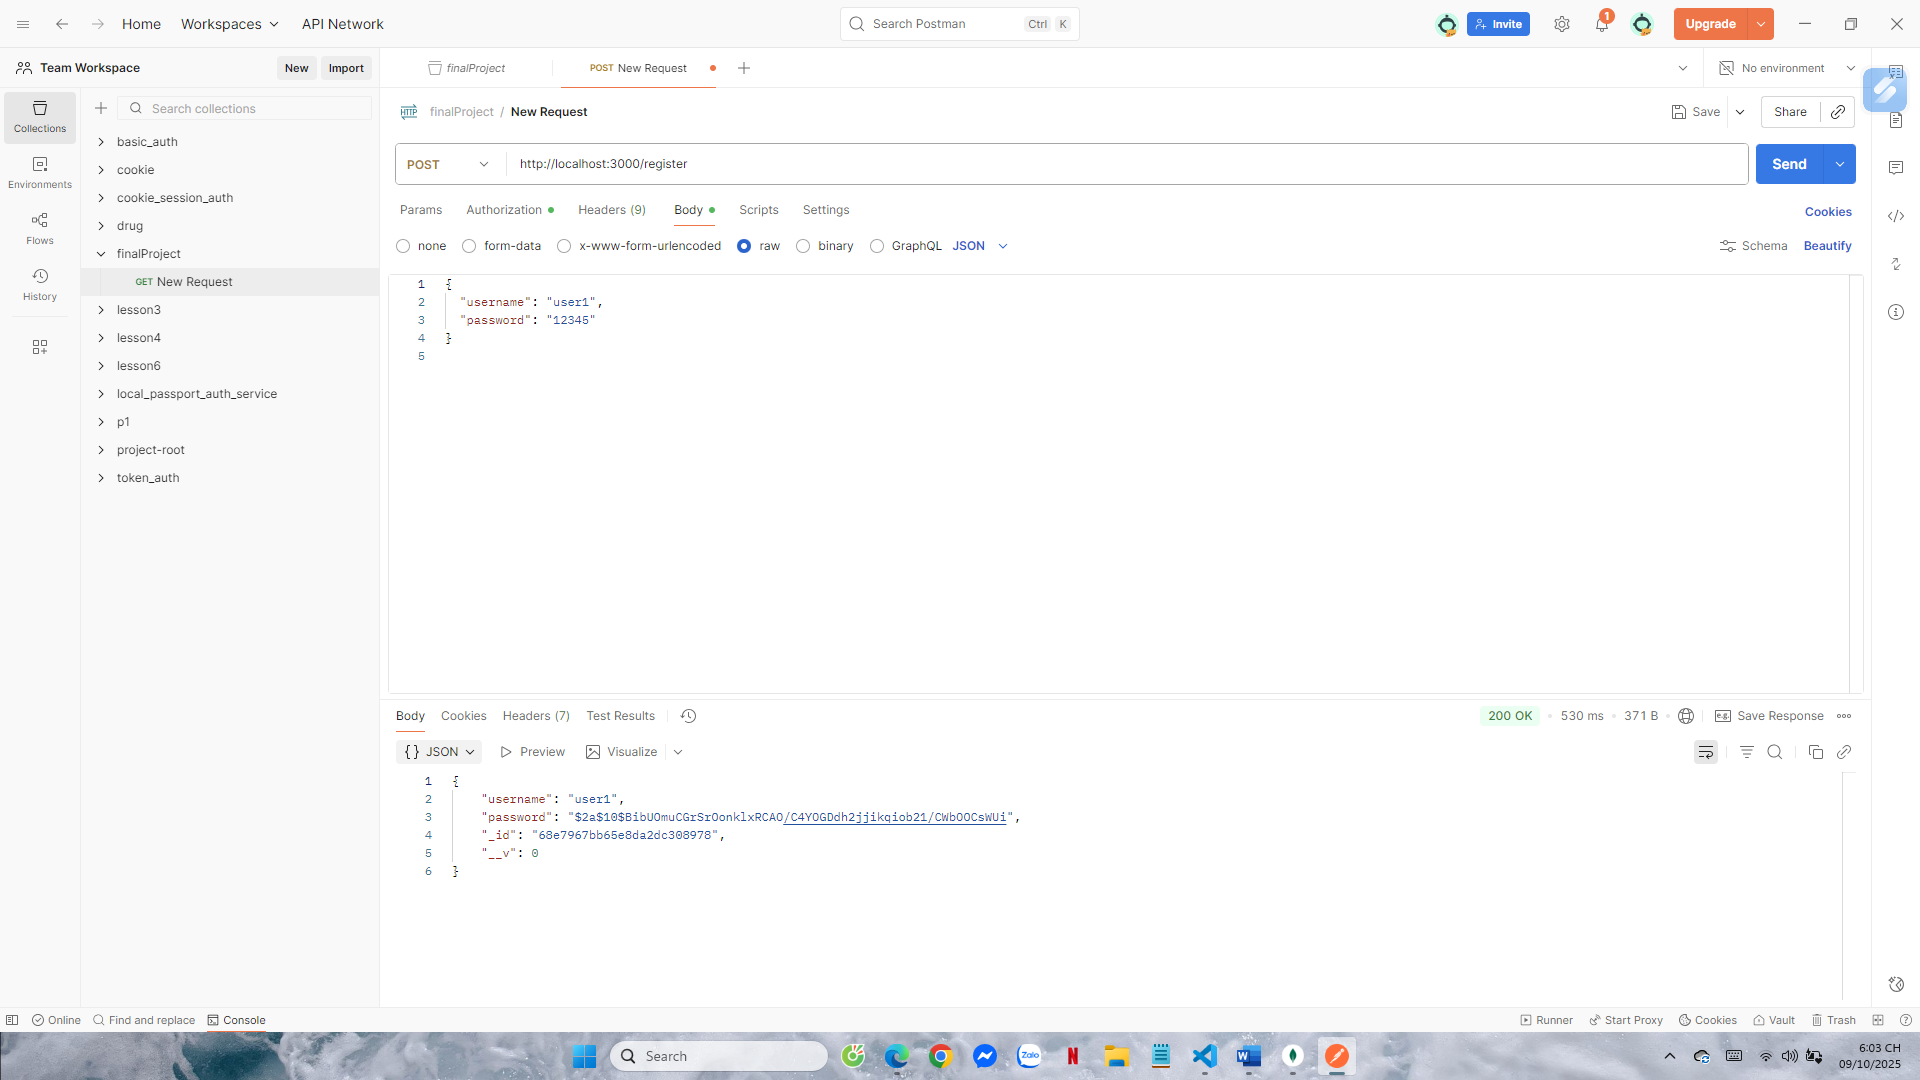 Home Workspaces API Network Search Postman Ctrl K Invite 1 Upgrade
Team Workspace New Import finalProject POST New Request No environment
Search collections
Collections
Environments
Flows
History
basic_auth
cookie
cookie_session_auth
drug
finalProject
GET New Request
lesson3
lesson4
lesson6
local_passport_auth_service
p1
project-root
token_auth
HTTP finalProject / New Request Save Share
POST http://localhost:3000/register Send
Params Authorization Headers (9) Body Scripts Settings Cookies
none form-data x-www-form-urlencoded raw binary GraphQL JSON Schema Beautify
1 {
2 "username": "user1",
3 "password": "12345"
4 }
5
Body Cookies Headers (7) Test Results 200 OK 530 ms 371 B e.g. Save Response
{} JSON Preview Visualize
1 {
2 "username": "user1",
3
4 "_id": "68e7967bb65e8da2dc308978",
5 "__v": 0
6 }
Online Find and replace Console Runner Start Proxy Cookies Vault Trash
Search Zalo N W 6:03 CH
09/10/2025